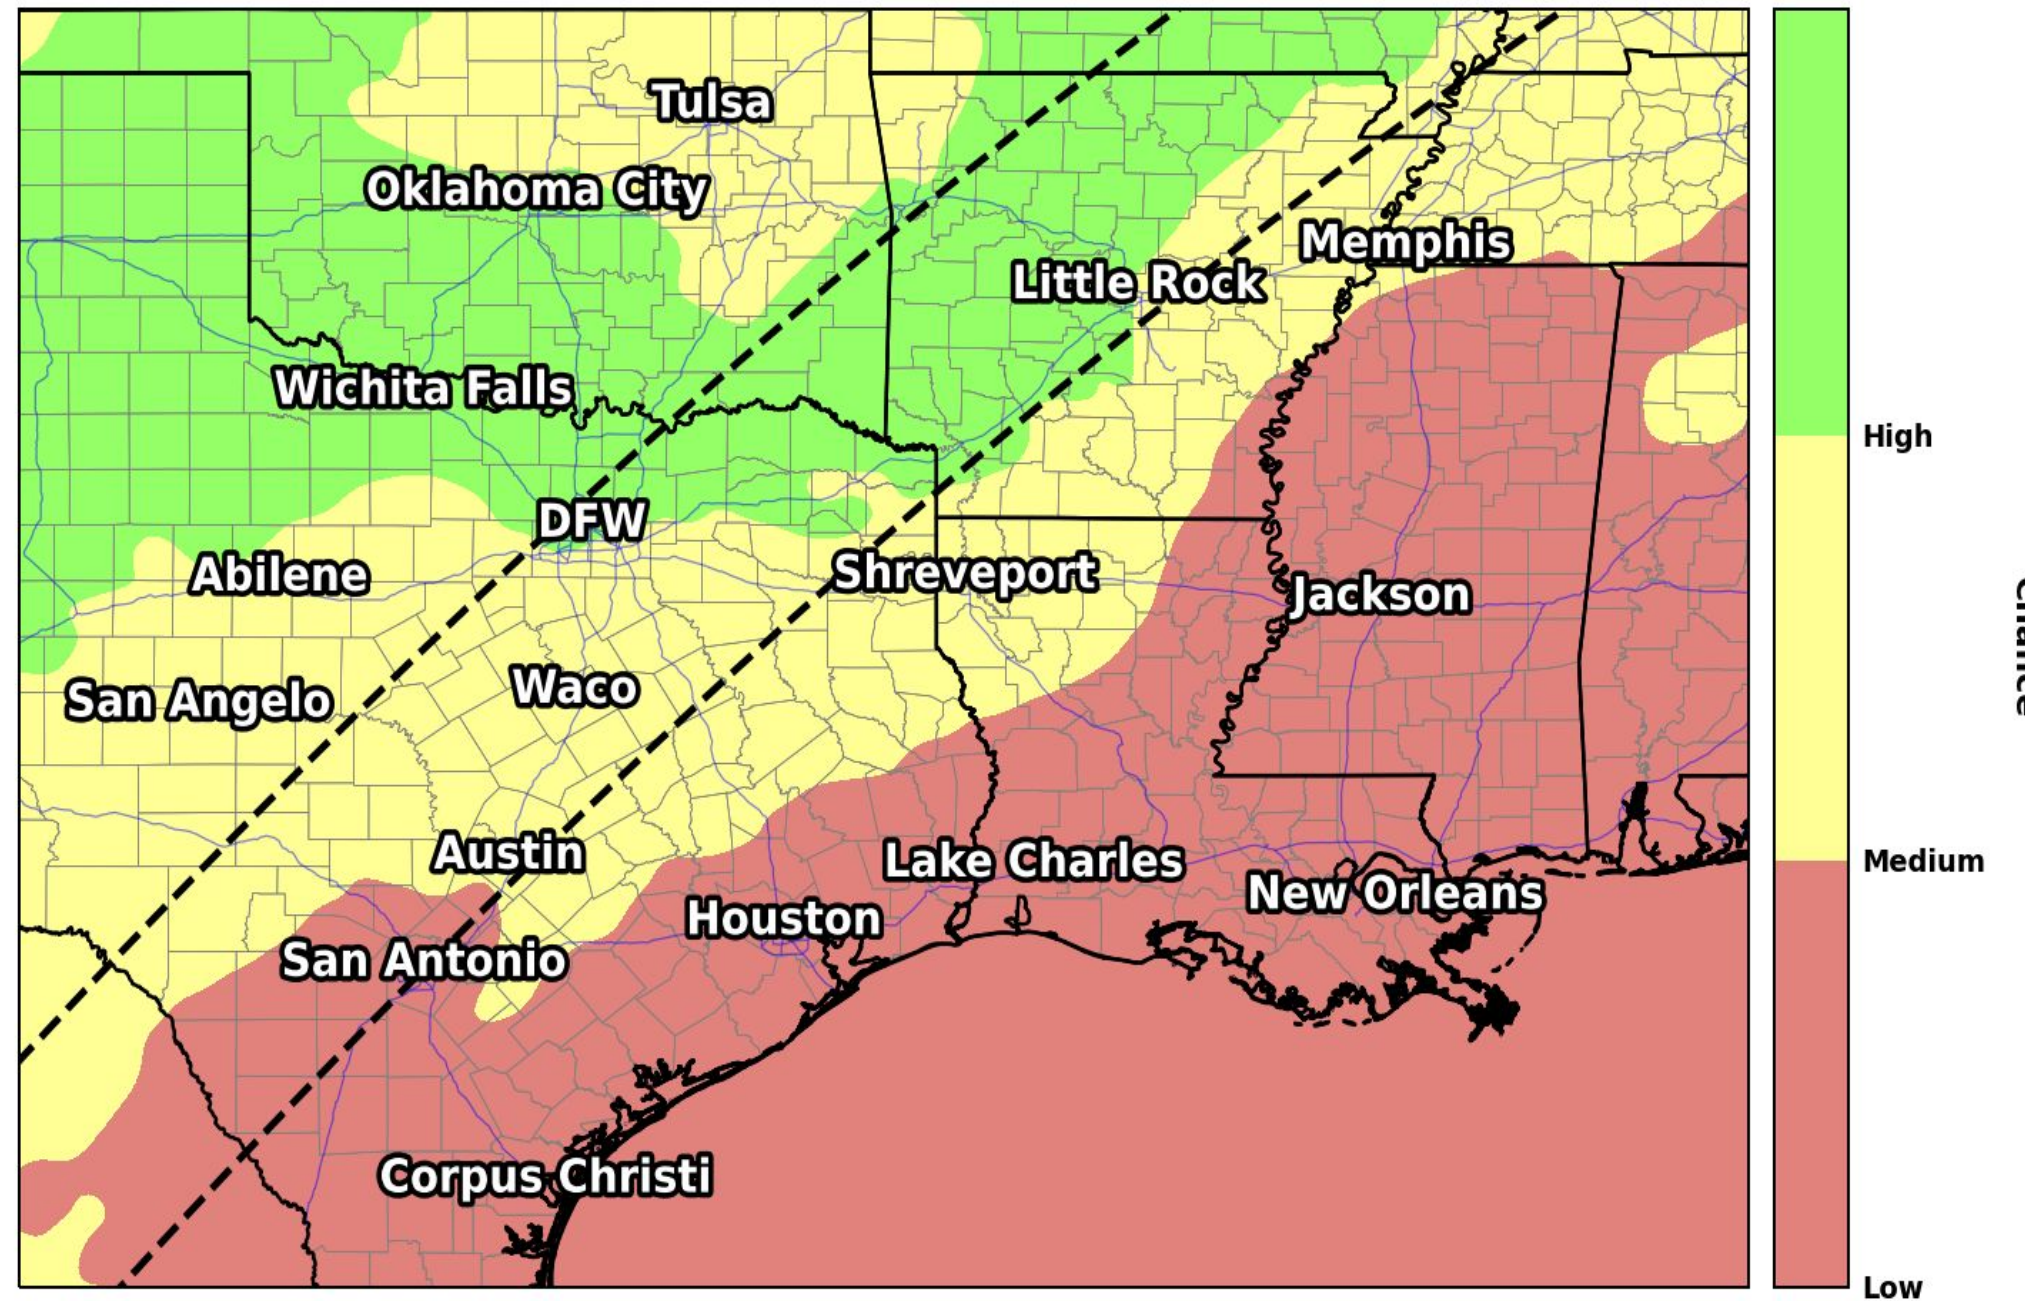 Tulsa
Oklahoma City
Memphis
Little Rock
Wichita Falls
High
DFW
Abilene
Shreveport
Jackson
San Angelo
Waco
Austin
Lake Charles
Medium
New Orleans
Houston
San Antonio
Corpus Christi
Low